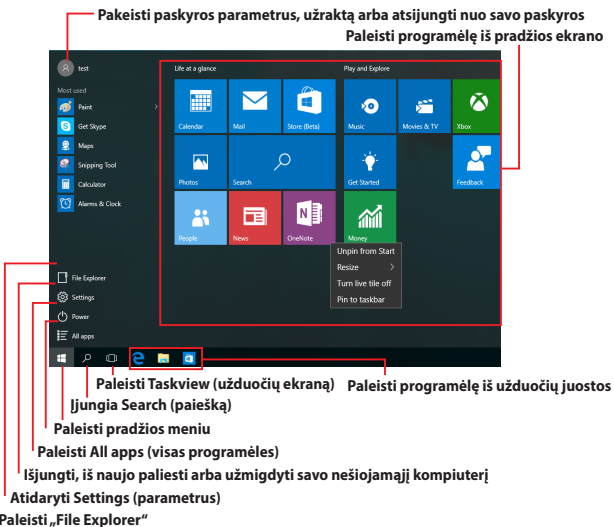 Pakeisti paskyros parametrus, užraktą arba atsijungti nuo savo paskyros
Paleisti programėlę iš pradžios ekrano
test
Most used
Paint
Get Skype
Maps
Snipping Tool
Calculator
Alarms & Clock
File Explorer
Settings
Power
All apps
Life at a glance
Play and Explore
Calendar
Mail
Store (Beta)
Music
Movies & TV
Xbox
Photos
Search
Get Started
Feedback
People
News
OneNote
Money
Unpin from Start
Resize
Turn live tile off
Pin to taskbar
Paleisti Taskview (užduočių ekraną)
Paleisti programėlę iš užduočių juostos
Įjungia Search (paiešką)
Paleisti pradžios meniu
Paleisti All apps (visas programėles)
Išjungti, iš naujo paliesti arba užmigdyti savo nešiojamąjį kompiuterį
Atidaryti Settings (parametrus)
Paleisti „File Explorer“